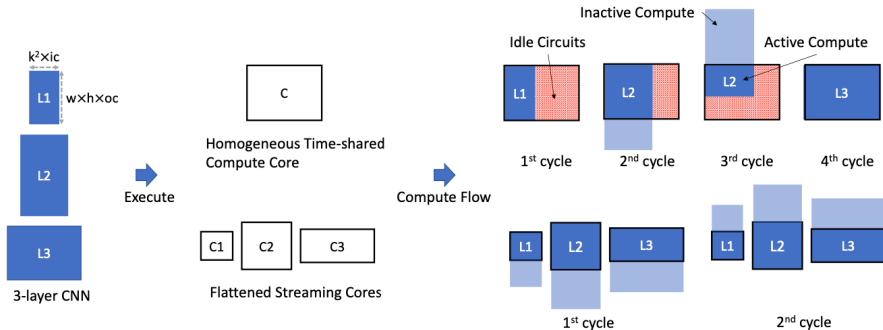 k²×ic
L1
w×h×oc
L2
L3
3-layer CNN
Execute
C
Homogeneous Time-shared
Compute Core
C1
C2
C3
Flattened Streaming Cores
Compute Flow
Inactive Compute
Idle Circuits
Active Compute
L1
L2
L2
L3
1st cycle
2nd cycle
3rd cycle
4th cycle
L1
L2
L3
L1
L2
L3
1st cycle
2nd cycle